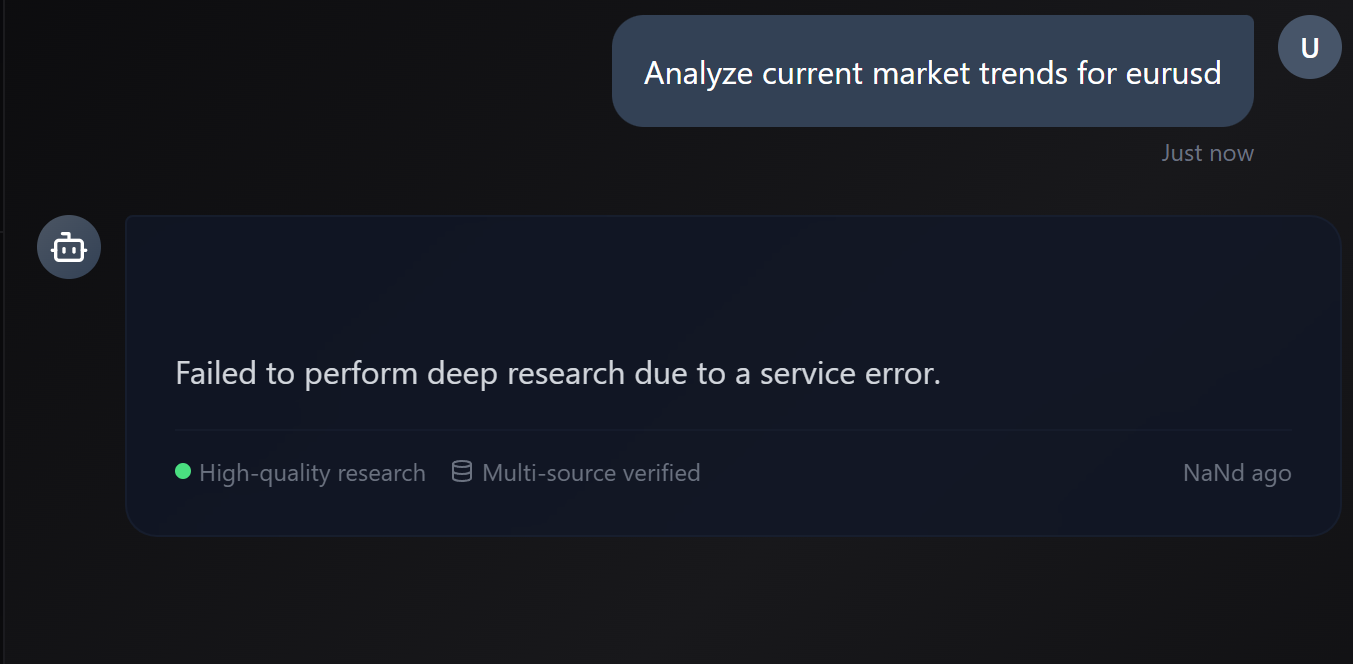 Analyze current market trends for eurusd
U
Just now
Failed to perform deep research due to a service error.
High-quality research Multi-source verified NaNd ago